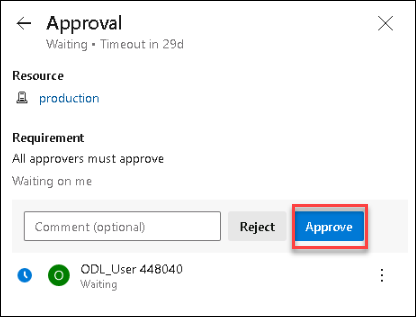 Approval
Waiting • Timeout in 29d
Resource
production
Requirement
All approvers must approve
Waiting on me
Comment (optional)
Reject
Approve
O
ODL_User 448040
Waiting